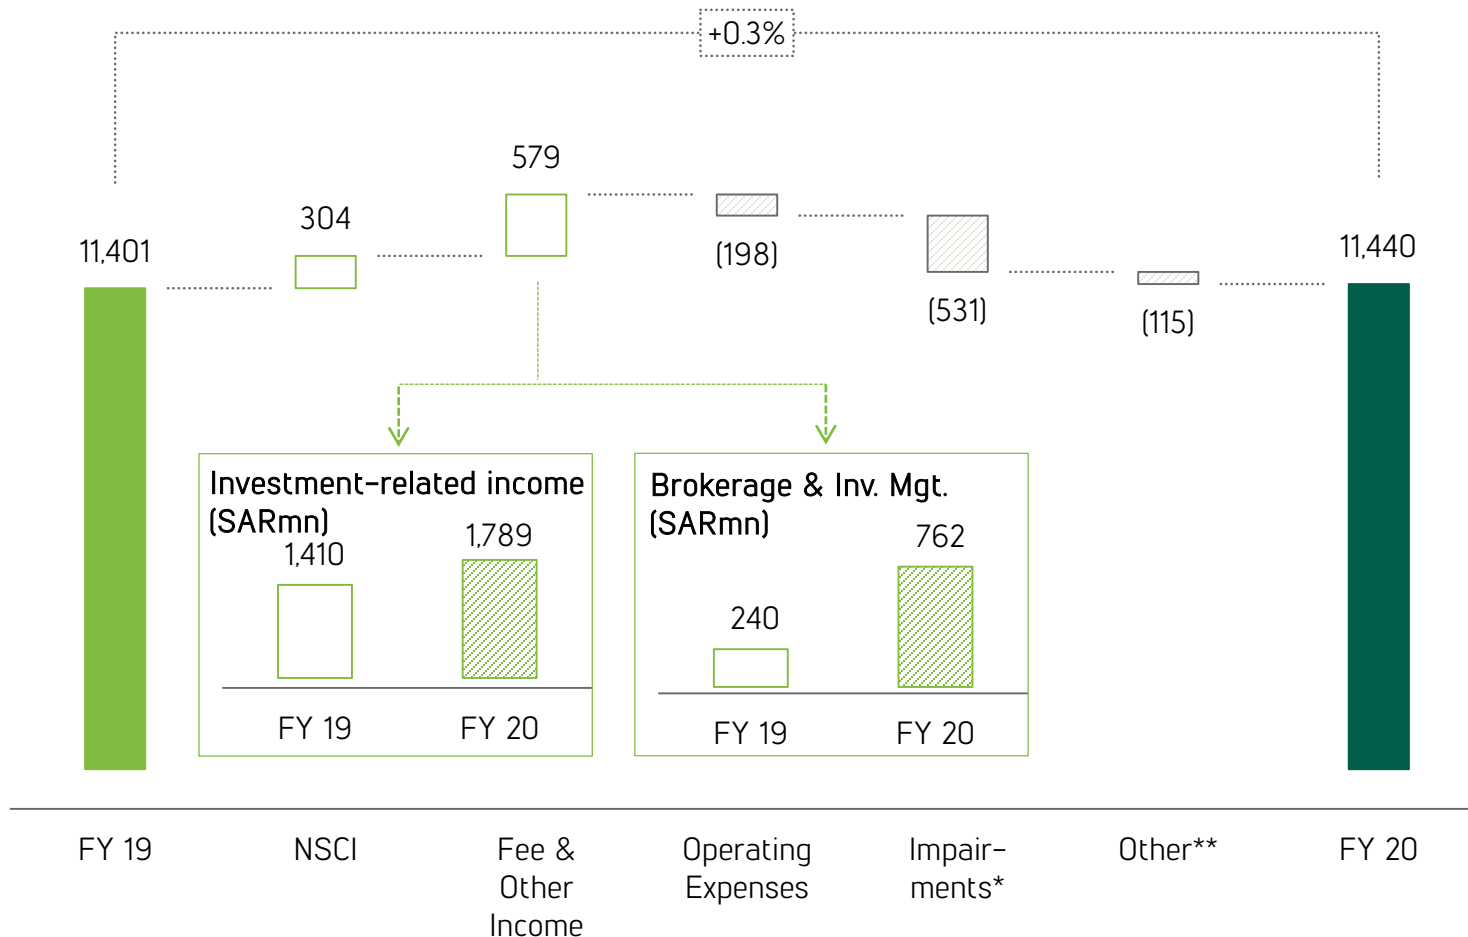 +0.3%
579
304
11,401
(198)
11,440
(531)
(115)
Investment-related income
(SARmn)
1,410
1,789
FY 19
FY 20
Brokerage & Inv. Mgt.
(SARmn)
240
762
FY 19
FY 20
FY 19
NSCI
Fee &
Other
Income
Operating
Expenses
Impair-
ments*
Other**
FY 20